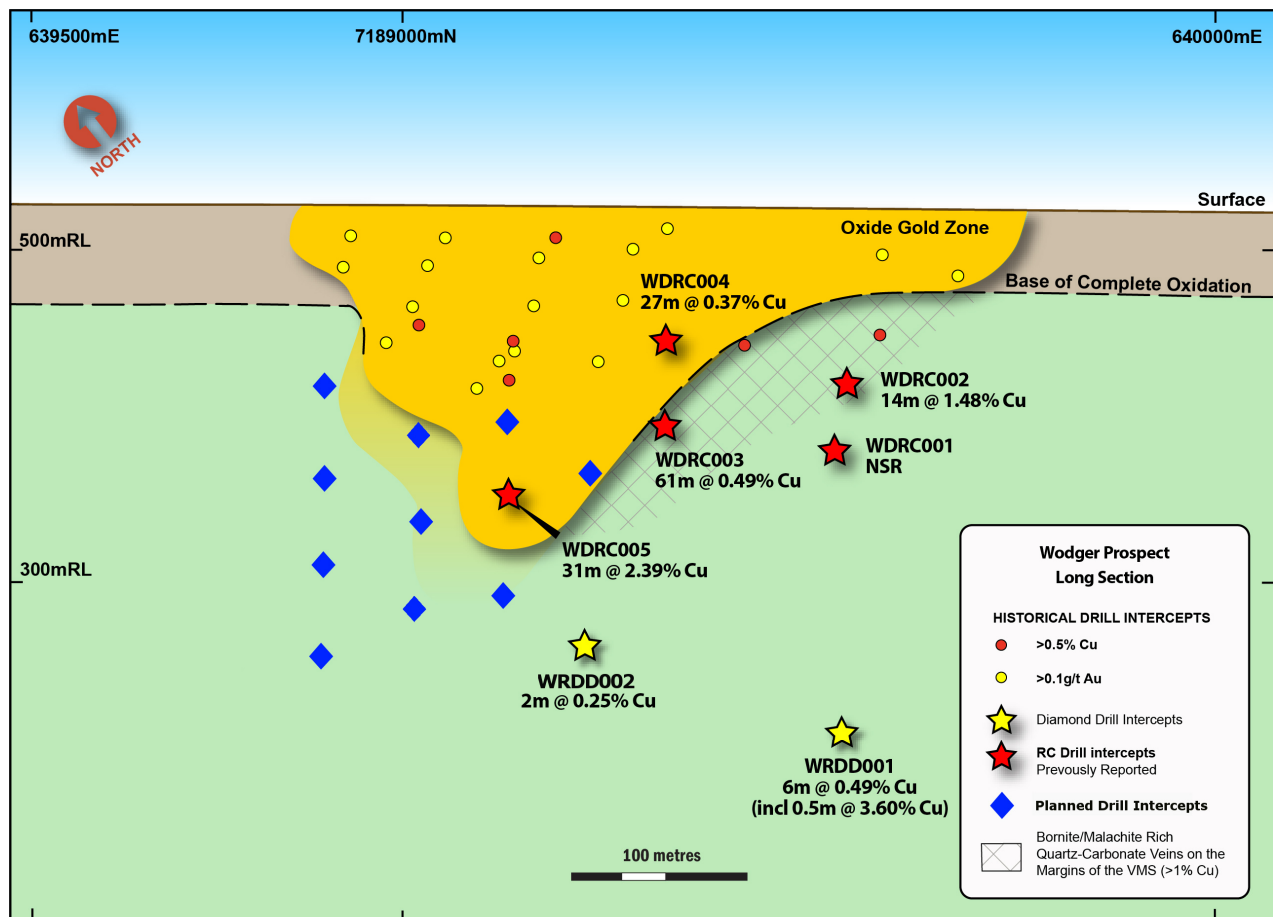 639500mE
7189000mN
640000mE
NORTH
Surface
500mRL
Oxide Gold Zone
Base of Complete Oxidation
WDRC004
27m @ 0.37% Cu
WDRC002
14m @ 1.48% Cu
WDRC001
NSR
WDRC003
61m @ 0.49% Cu
WDRC005
31m @ 2.39% Cu
300mRL
WRDD002
2m @ 0.25% Cu
WRDD001
6m @ 0.49% Cu
(incl 0.5m @ 3.60% Cu)
100 metres
Wodger Prospect
Long Section
HISTORICAL DRILL INTERCEPTS
>0.5% Cu
>0.1g/t Au
Diamond Drill Intercepts
RC Drill intercepts
Prevously Reported
Planned Drill Intercepts
Bornite/Malachite Rich
Quartz-Carbonate Veins on the
Margins of the VMS (>1% Cu)